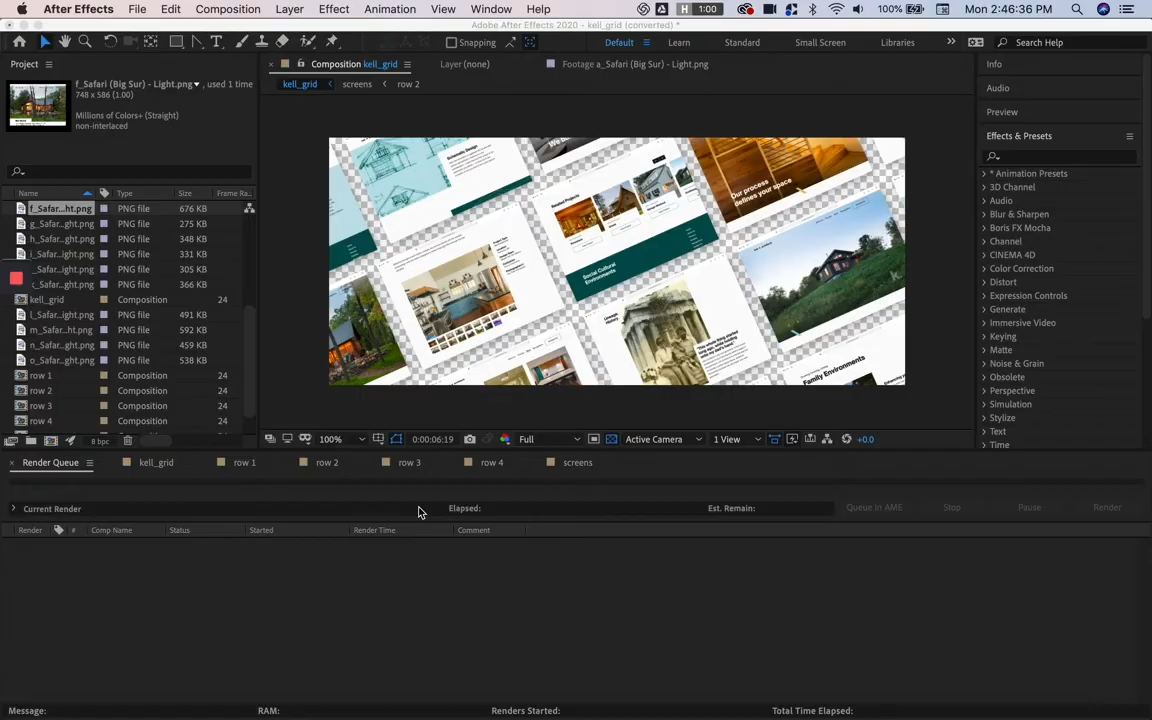 After Effects File Edit Composition Layer Effect Animation View Window Help 1:00 100% Mon 2:46:36 PM
Adobe After Effects 2020 - kell_grid (converted) *
Snapping Default Learn Standard Small Screen Libraries Search Help
Project
f_Safari (Big Sur) - Light.png , used 1 time
748 x 586 (1.00)
Millions of Colors+ (Straight)
non-interlaced
Name Type Size Frame Ra...
f_Safar...ht.png PNG file 676 KB
g_Safar...ght.png PNG file 275 KB
h_Safar...ght.png PNG file 348 KB
i_Safar...ight.png PNG file 331 KB
_Safar...ight.png PNG file 305 KB
_Safar...ght.png PNG file 366 KB
kell_grid Composition 24
l_Safar...ight.png PNG file 491 KB
m_Safar...ht.png PNG file 592 KB
n_Safar...ght.png PNG file 459 KB
o_Safar...ght.png PNG file 538 KB
row 1 Composition 24
row 2 Composition 24
row 3 Composition 24
row 4 Composition 24
8 bpc
Composition kell_grid Layer (none) Footage a_Safari (Big Sur) - Light.png
kell_grid screens row 2
Schematic Design
Related Projects
Our process
defines your space
Social Cultural
Environments
Lineage
History
Family Environments
100% 0:00:06:19 Full Active Camera 1 View +0.0
Info
Audio
Preview
Effects & Presets
* Animation Presets
3D Channel
Audio
Blur & Sharpen
Boris FX Mocha
Channel
CINEMA 4D
Color Correction
Distort
Expression Controls
Generate
Immersive Video
Keying
Matte
Noise & Grain
Obsolete
Perspective
Simulation
Stylize
Text
Time
Render Queue kell_grid row 1 row 2 row 3 row 4 screens
Current Render Elapsed: Est. Remain: Queue in AME Stop Pause Render
Render # Comp Name Status Started Render Time Comment
Message: RAM: Renders Started: Total Time Elapsed: